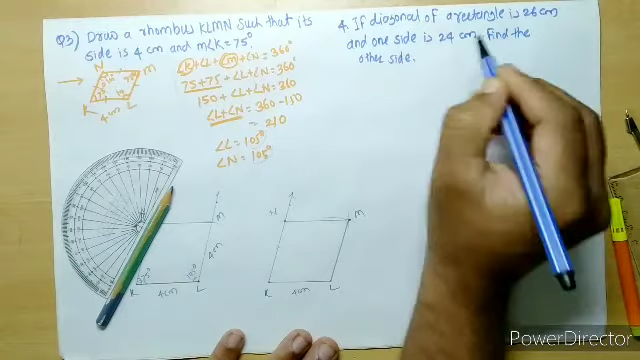 Q3) Draw a rhombus KLMN such that its
side is 4 cm and m∠K = 75°
∠K + ∠L + ∠M + ∠N = 360°
75 + 75 + ∠L + ∠N = 360°
150 + ∠L + ∠N = 360
∠L + ∠N = 360 - 150
= 210
∠L = 105°
∠N = 105°
N
M
K
4cm
L
M
4cm
75°
105°
K
4cm
L
N
M
K
4cm
L
4. If diagonal of a rectangle is 26 cm
and one side is 24 cm, Find the
other side.
PowerDirector